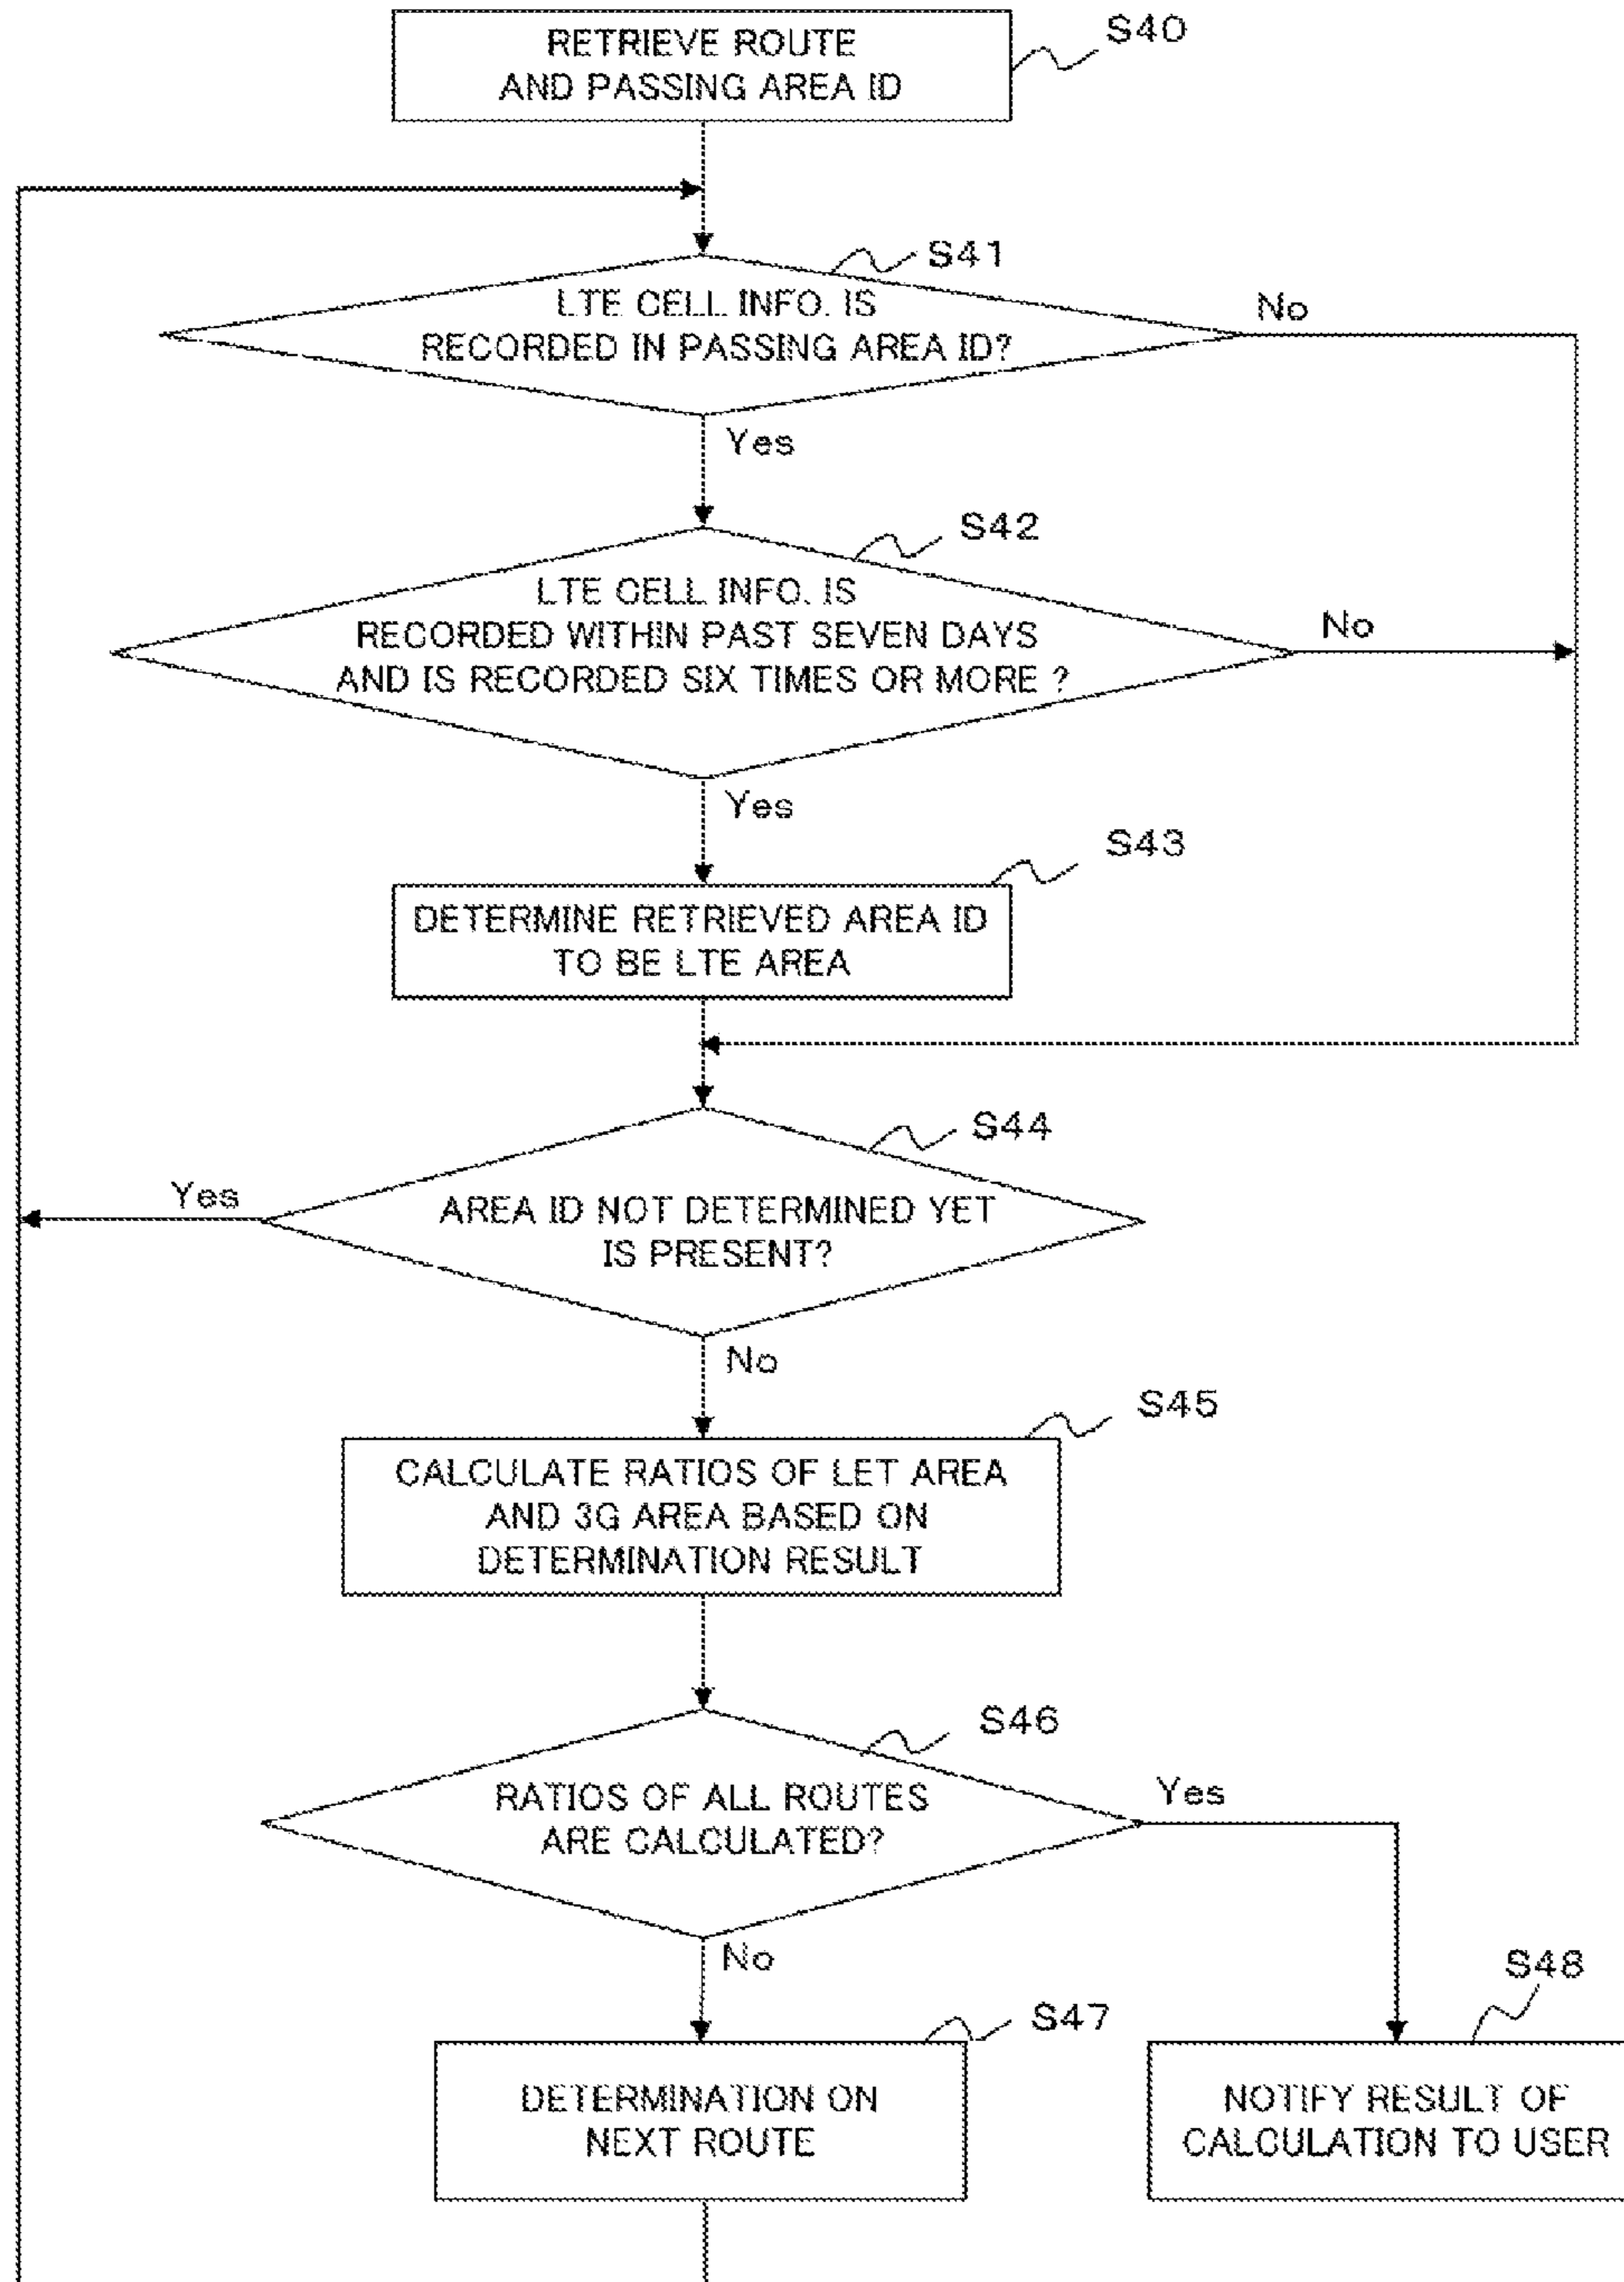 RETRIEVE ROUTE
AND PASSING AREA ID
S40
S41
LTE CELL INFO. IS
RECORDED IN PASSING AREA ID?
No
Yes
S42
LTE CELL INFO. IS
RECORDED WITHIN PAST SEVEN DAYS
AND IS RECORDED SIX TIMES OR MORE ?
No
Yes
S43
DETERMINE RETRIEVED AREA ID
TO BE LTE AREA
S44
AREA ID NOT DETERMINED YET
IS PRESENT?
Yes
No
S45
CALCULATE RATIOS OF LET AREA
AND 3G AREA BASED ON
DETERMINATION RESULT
S46
RATIOS OF ALL ROUTES
ARE CALCULATED?
Yes
No
S47
DETERMINATION ON
NEXT ROUTE
S48
NOTIFY RESULT OF
CALCULATION TO USER